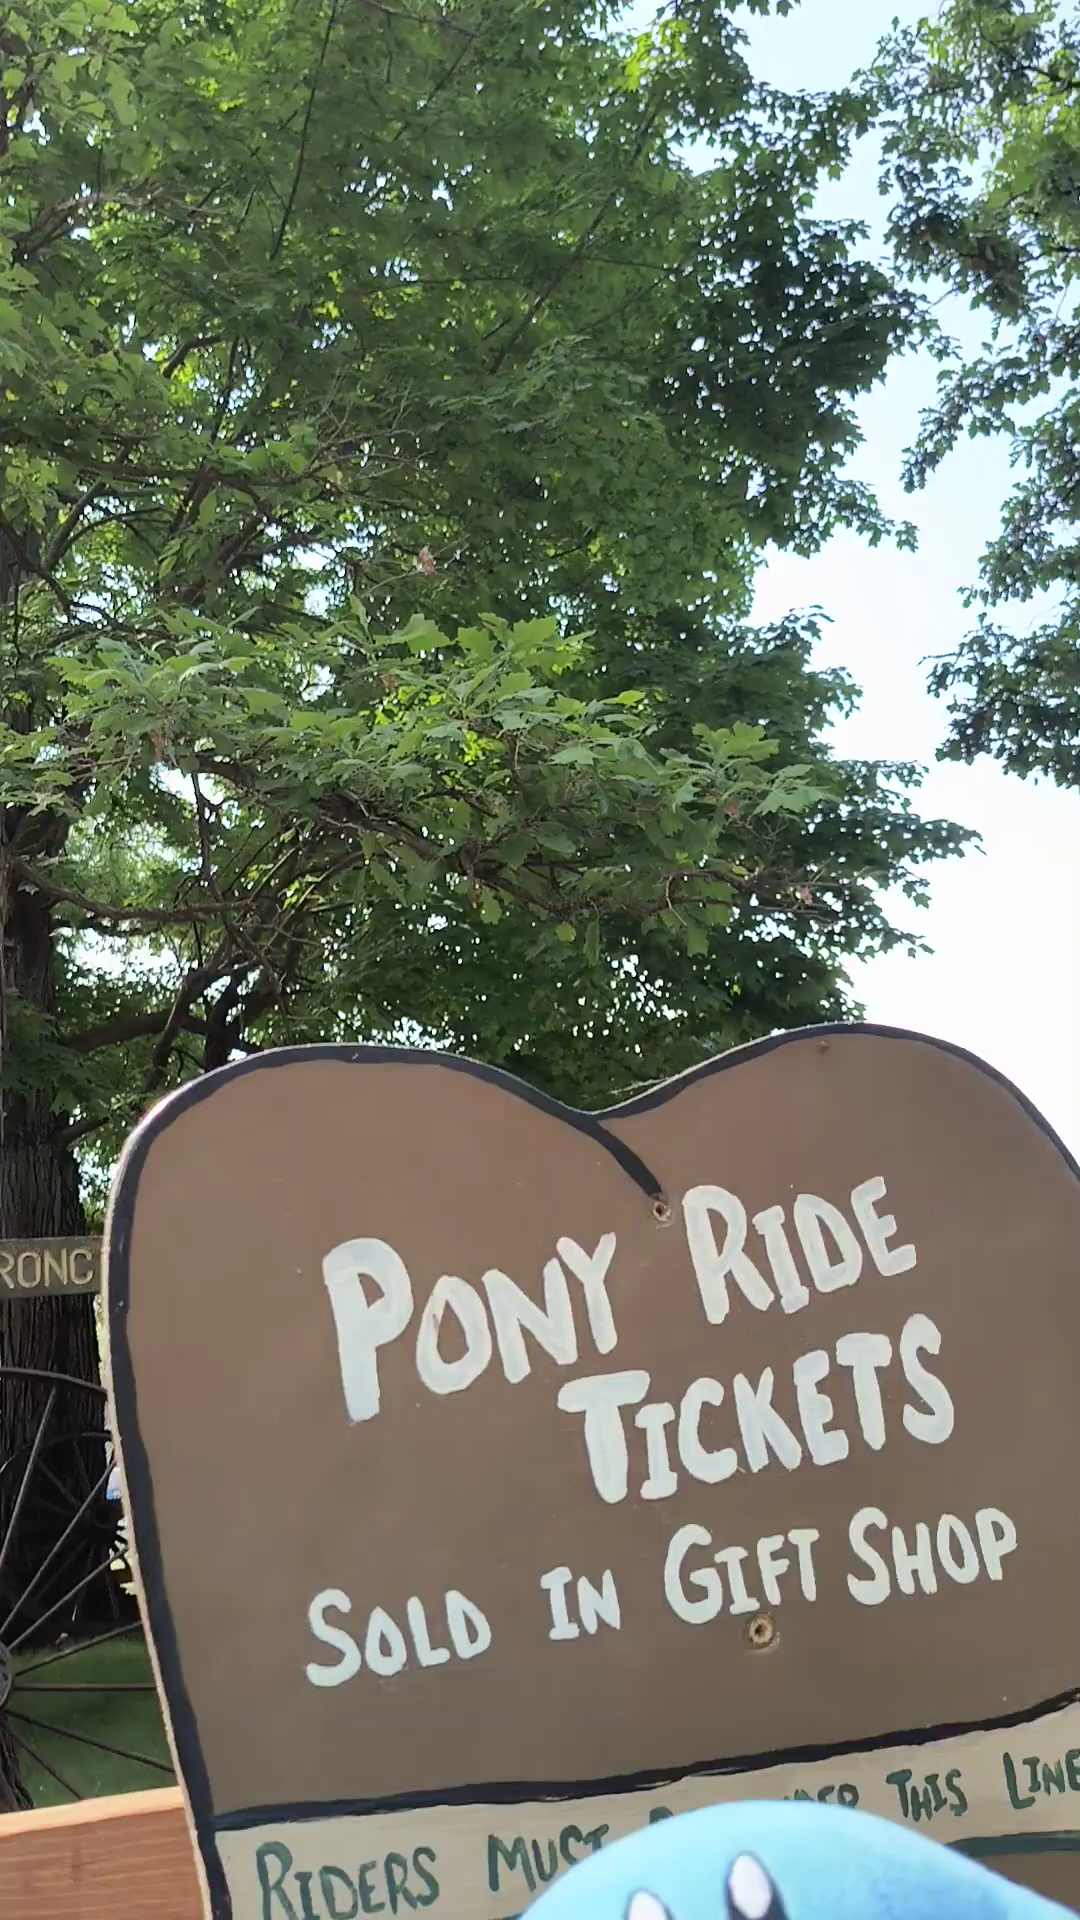 PONY RIDE
TICKETS
SOLD IN GIFT SHOP
RIDERS MUST THIS LINE
RONC